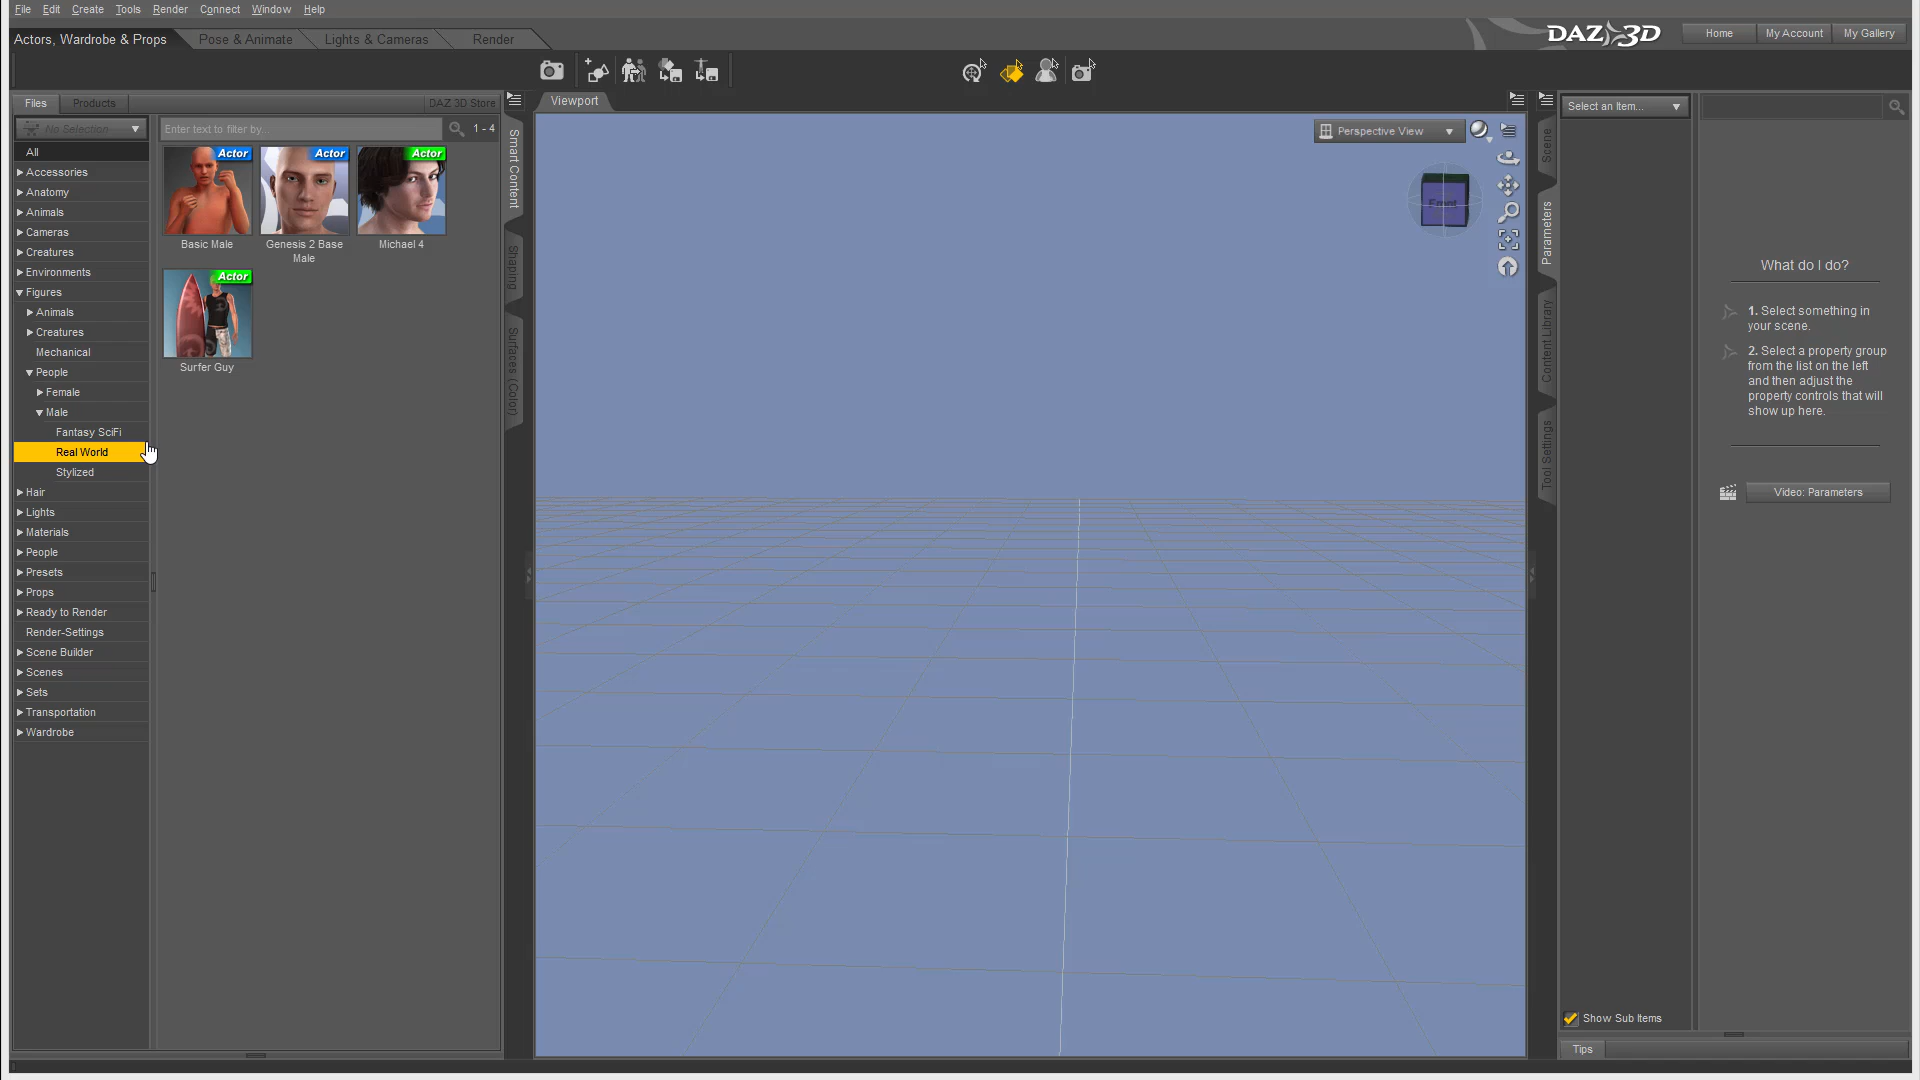 File Edit Create Tools Render Connect Window Help
Actors, Wardrobe & Props Pose & Animate Lights & Cameras Render
DAZ 3D Home My Account My Gallery
Files Products DAZ 3D Store
Viewport
No Selection
Enter text to filter by...
1 - 4
All
Accessories
Anatomy
Animals
Cameras
Creatures
Environments
Figures
Animals
Creatures
Mechanical
People
Female
Male
Fantasy SciFi
Real World
Stylized
Hair
Lights
Materials
People
Presets
Props
Ready to Render
Render-Settings
Scene Builder
Scenes
Sets
Transportation
Wardrobe
Actor
Basic Male
Actor
Genesis 2 Base
Male
Actor
Michael 4
Actor
Surfer Guy
Smart Content
Shaping
Surfaces (Color)
Perspective View
Front
Scene
Parameters
Content Library
Tool Settings
Select an Item...
What do I do?
1. Select something in
your scene.
2. Select a property group
from the list on the left
and then adjust the
property controls that will
show up here.
Video: Parameters
Show Sub Items
Tips